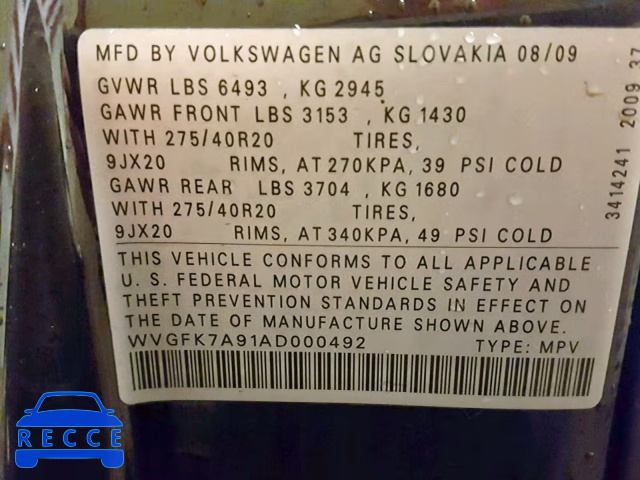 MFD BY VOLKSWAGEN AG SLOVAKIA 08/09
GVWR LBS 6493 , KG 2945
GAWR FRONT LBS 3153 , KG 1430
WITH 275/40R20 TIRES,
9JX20 RIMS, AT 270KPA, 39 PSI COLD
GAWR REAR LBS 3704 , KG 1680
WITH 275/40R20 TIRES,
9JX20 RIMS, AT 340KPA, 49 PSI COLD
THIS VEHICLE CONFORMS TO ALL APPLICABLE
U. S. FEDERAL MOTOR VEHICLE SAFETY AND
THEFT PREVENTION STANDARDS IN EFFECT ON
THE DATE OF MANUFACTURE SHOWN ABOVE.
WVGFK7A91AD000492 TYPE: MPV
3414241 2009 37
RECCE